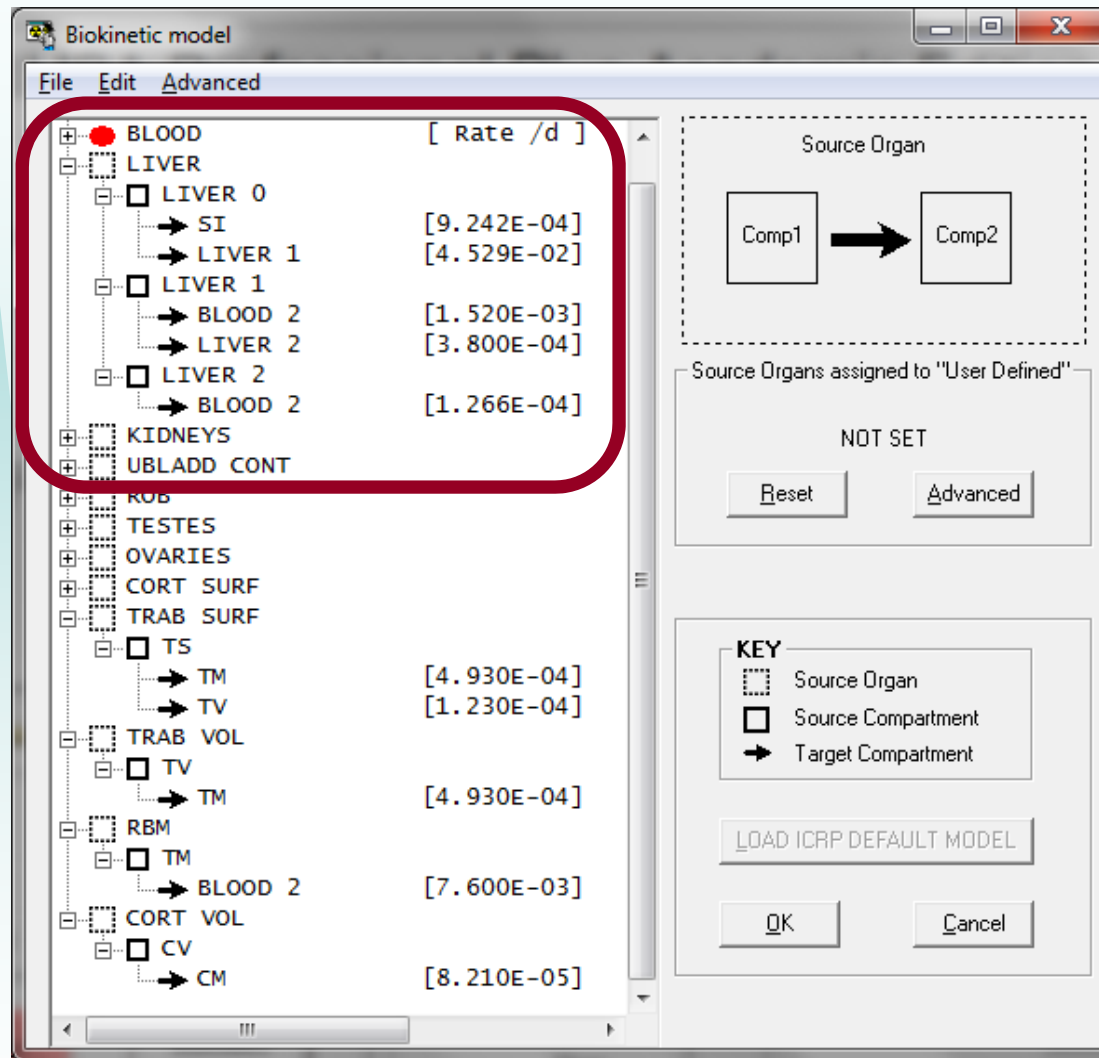 Biokinetic model
File Edit Advanced
BLOOD [ Rate /d ]
LIVER
LIVER 0
SI [9.242E-04]
LIVER 1 [4.529E-02]
LIVER 1
BLOOD 2 [1.520E-03]
LIVER 2 [3.800E-04]
LIVER 2
BLOOD 2 [1.266E-04]
KIDNEYS
UBLADD CONT
ROB
TESTES
OVARIES
CORT SURF
TRAB SURF
TS
TM [4.930E-04]
TV [1.230E-04]
TRAB VOL
TV
TM [4.930E-04]
RBM
TM
BLOOD 2 [7.600E-03]
CORT VOL
CV
CM [8.210E-05]
Source Organ
Comp1 Comp2
Source Organs assigned to "User Defined"
NOT SET
Reset Advanced
KEY
Source Organ
Source Compartment
Target Compartment
LOAD ICRP DEFAULT MODEL
OK Cancel